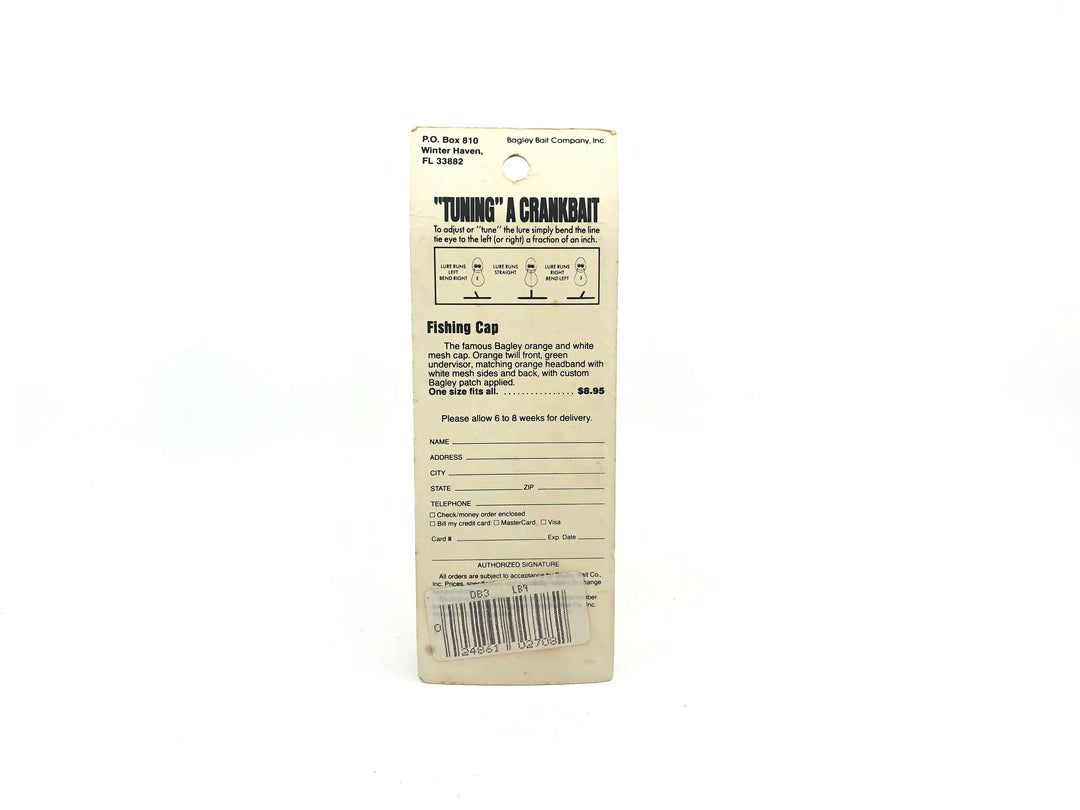 P.O. Box 810
Winter Haven,
FL 33882
Bagley Bait Company, Inc.
"TUNING" A CRANKBAIT
To adjust or "tune" the lure simply bend the line
tie eye to the left (or right) a fraction of an inch.
LURE RUNS
LEFT
BEND RIGHT
LURE RUNS
STRAIGHT
LURE RUNS
RIGHT
BEND LEFT
Fishing Cap
The famous Bagley orange and white
mesh cap. Orange twill front, green
undervisor, matching orange headband with
white mesh sides and back, with custom
Bagley patch applied.
One size fits all. . . . . . . . . . . . . . . . . $8.95
Please allow 6 to 8 weeks for delivery.
NAME
ADDRESS
CITY
STATE ZIP
TELEPHONE
☐ Check/money order enclosed
☐ Bill my credit card: ☐ MasterCard ☐ Visa
Card # Exp. Date
AUTHORIZED SIGNATURE
All orders are subject to acceptance by Co.,
Inc. Prices,
Inc.
DB3 LB4
0 24861 02708